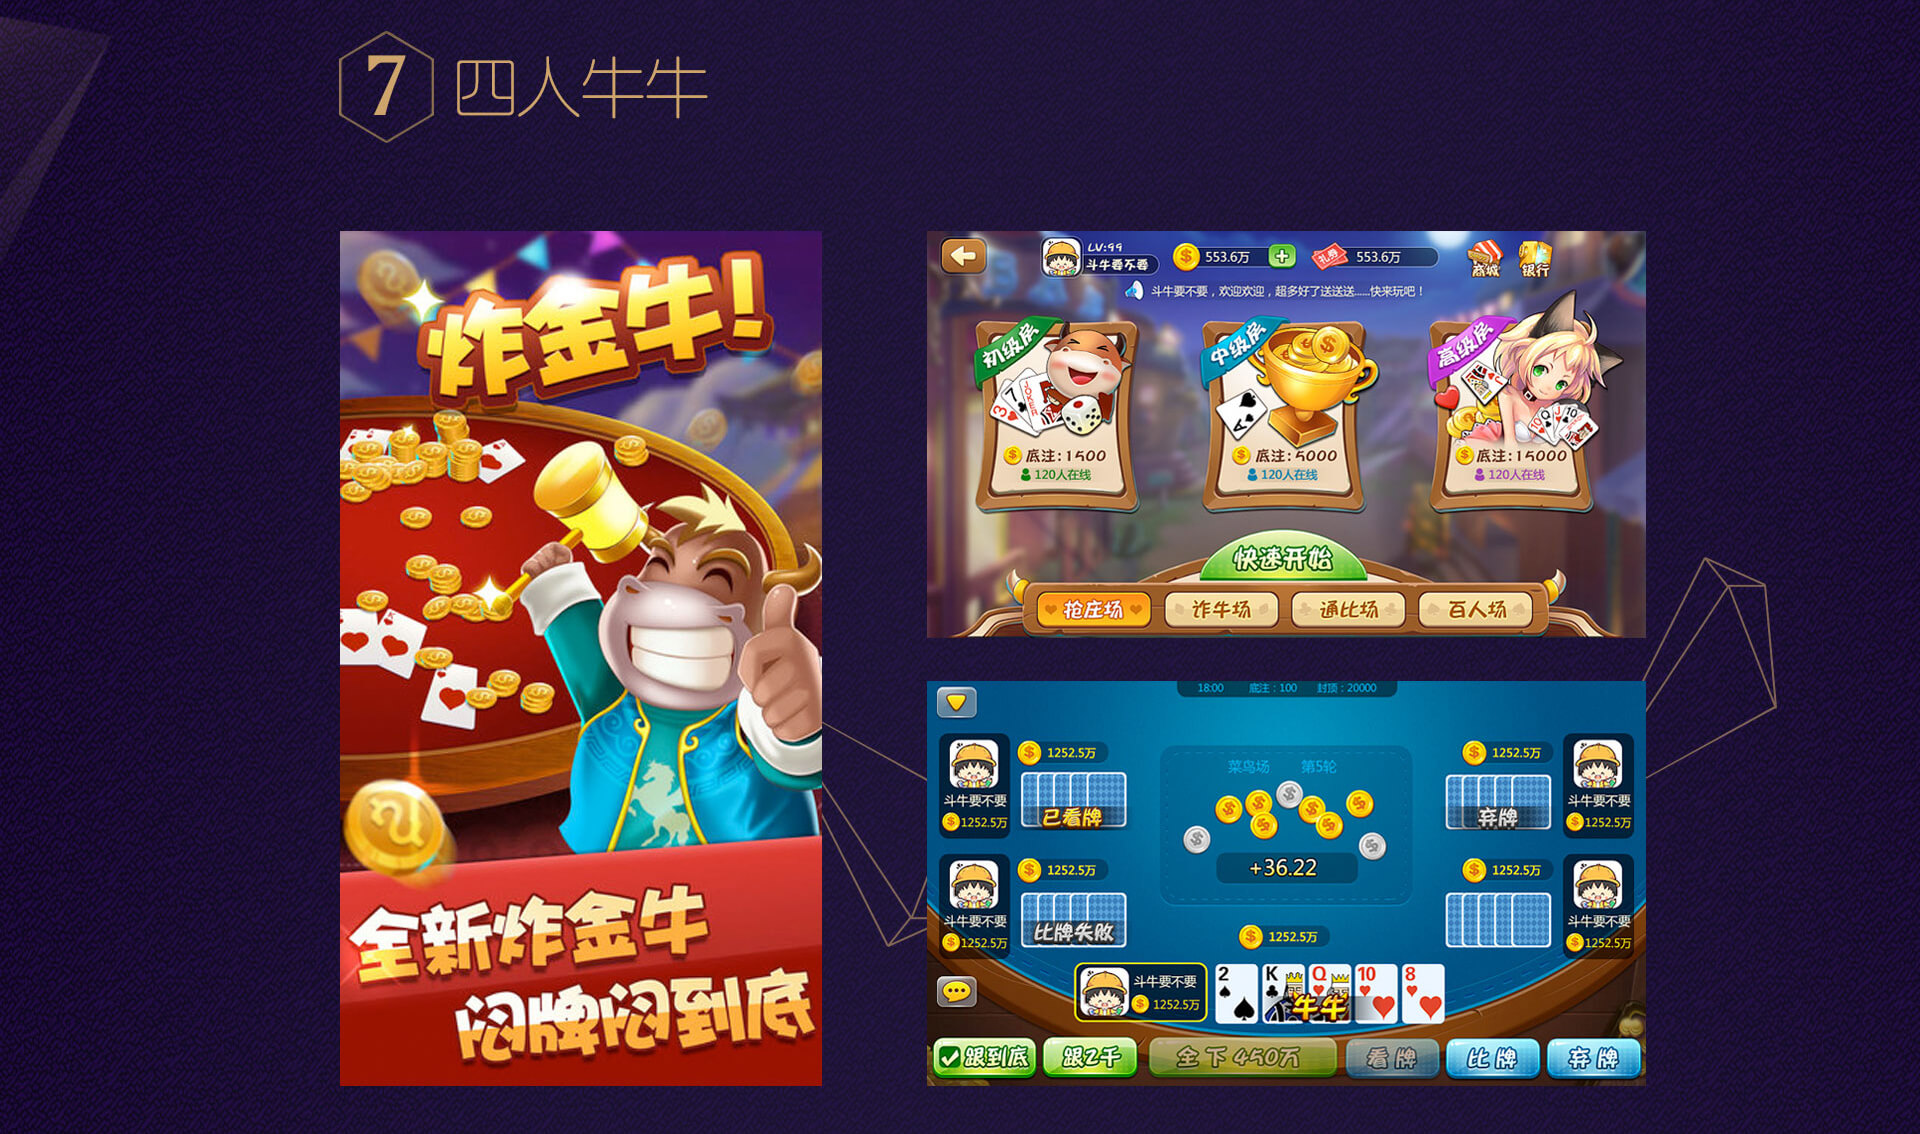 7 四人牛牛
炸金牛!
全新炸金牛
闷牌闷到底
LV:99
斗牛要不要
553.6万
礼券
553.6万
商城
银行
斗牛要不要，欢迎欢迎，超多好了送送送......快来玩吧！
初级房
底注:1500
120人在线
中级房
底注:5000
120人在线
高级房
底注:15000
120人在线
快速开始
抢庄场
诈牛场
通比场
百人场
18:00 底注：100 封顶：20000
斗牛要不要
1252.5万
1252.5万
已看牌
菜鸟场 第5轮
+36.22
1252.5万
弃牌
斗牛要不要
1252.5万
斗牛要不要
1252.5万
1252.5万
比牌失败
1252.5万
1252.5万
斗牛要不要
1252.5万
斗牛要不要
1252.5万
2 K Q 10 8
牛牛
跟到底
跟2千
全下450万
看牌
比牌
弃牌